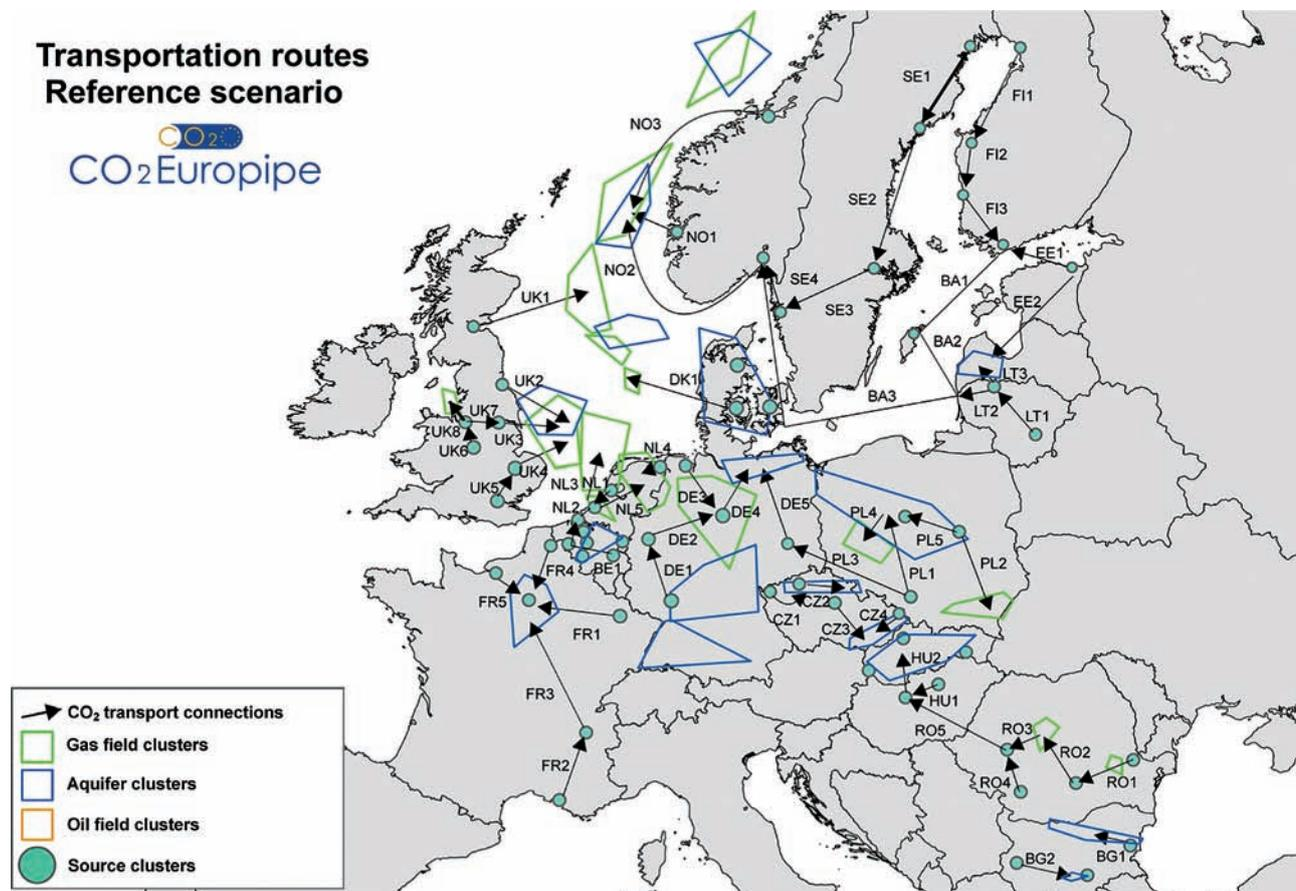 Transportation routes
Reference scenario
CO2
CO2Europipe
NO3
SE1
FI1
FI2
SE2
FI3
NO1
EE1
NO2
SE4
BA1
UK1
SE3
EE2
BA2
UK2
DK1
LT3
BA3
LT2
LT1
UK7
UK8
UK3
UK6
NL4
UK4
NL3
NL1
UK5
DE3
NL5
DE4
DE5
PL4
NL2
PL5
DE2
PL3
PL2
FR4
BE1
DE1
PL1
FR5
CZ2
CZ1
CZ4
FR1
CZ3
HU2
FR3
HU1
RO5
RO3
RO2
FR2
RO4
RO1
BG1
BG2
CO2 transport connections
Gas field clusters
Aquifer clusters
Oil field clusters
Source clusters